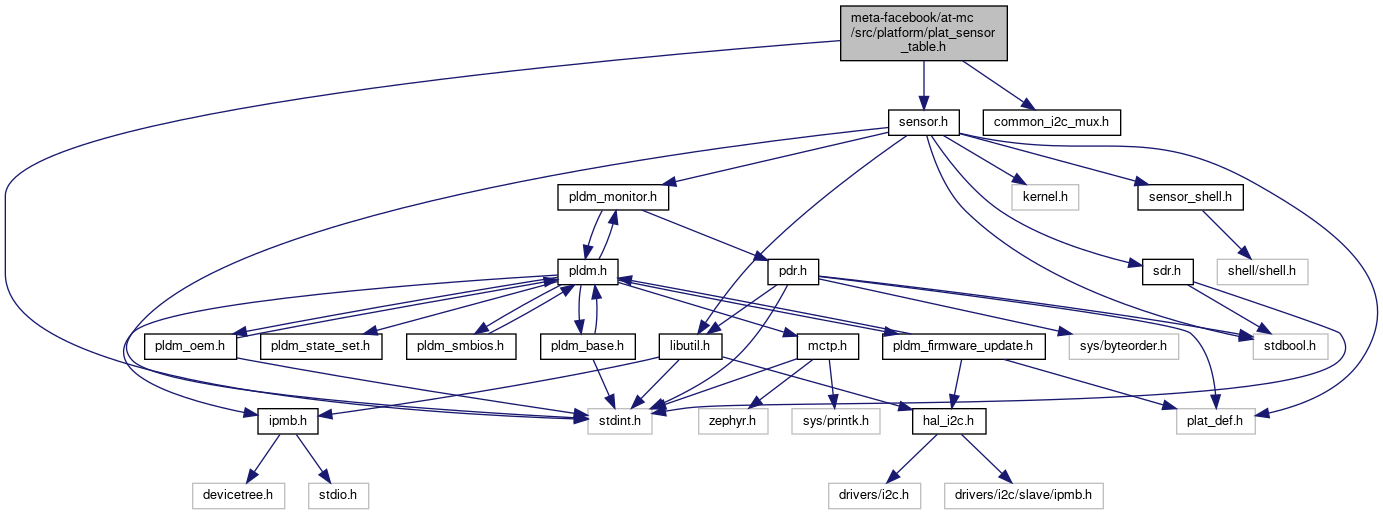 meta-facebook/at-mc
/src/platform/plat_sensor
_table.h
sensor.h
common_i2c_mux.h
pldm_monitor.h
kernel.h
sensor_shell.h
pldm.h
pdr.h
sdr.h
shell/shell.h
pldm_oem.h
pldm_state_set.h
pldm_smbios.h
pldm_base.h
libutil.h
mctp.h
pldm_firmware_update.h
sys/byteorder.h
stdbool.h
ipmb.h
stdint.h
zephyr.h
sys/printk.h
hal_i2c.h
plat_def.h
devicetree.h
stdio.h
drivers/i2c.h
drivers/i2c/slave/ipmb.h